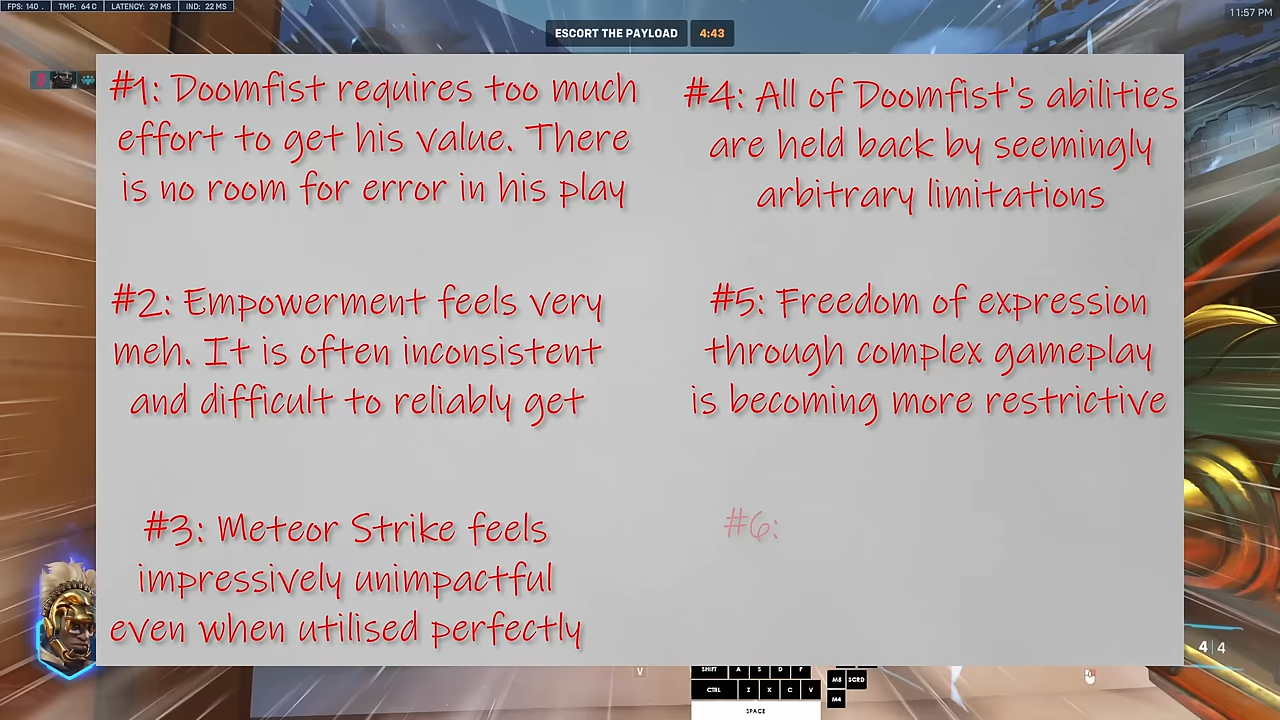 FPS: 140 . TMP: 64 C LATENCY: 29 MS IND: 22 MS
11:57 PM
ESCORT THE PAYLOAD 4:43
#1: Doomfist requires too much
effort to get his value. There
is no room for error in his play
#2: Empowerment feels very
meh. It is often inconsistent
and difficult to reliably get
#3: Meteor Strike feels
impressively unimpactful
even when utilised perfectly
#4: All of Doomfist's abilities
are held back by seemingly
arbitrary limitations
#5: Freedom of expression
through complex gameplay
is becoming more restrictive
#6:
4|4
V
SHIFT A S D F
CTRL Z X C V
SPACE
M5 SCRD
M4